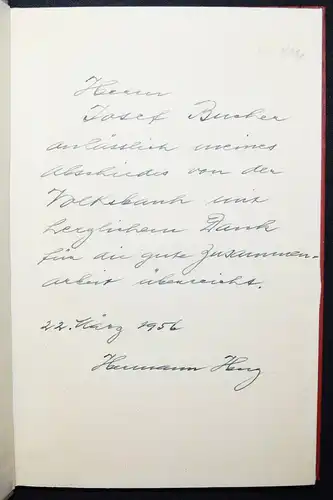 Herrn
Josef Bucher
anlässlich meines
Abschiedes von der
Volksbank mit
herzlichem Dank
für die gute Zusammen-
arbeit überreicht.
22. März 1956
Hermann